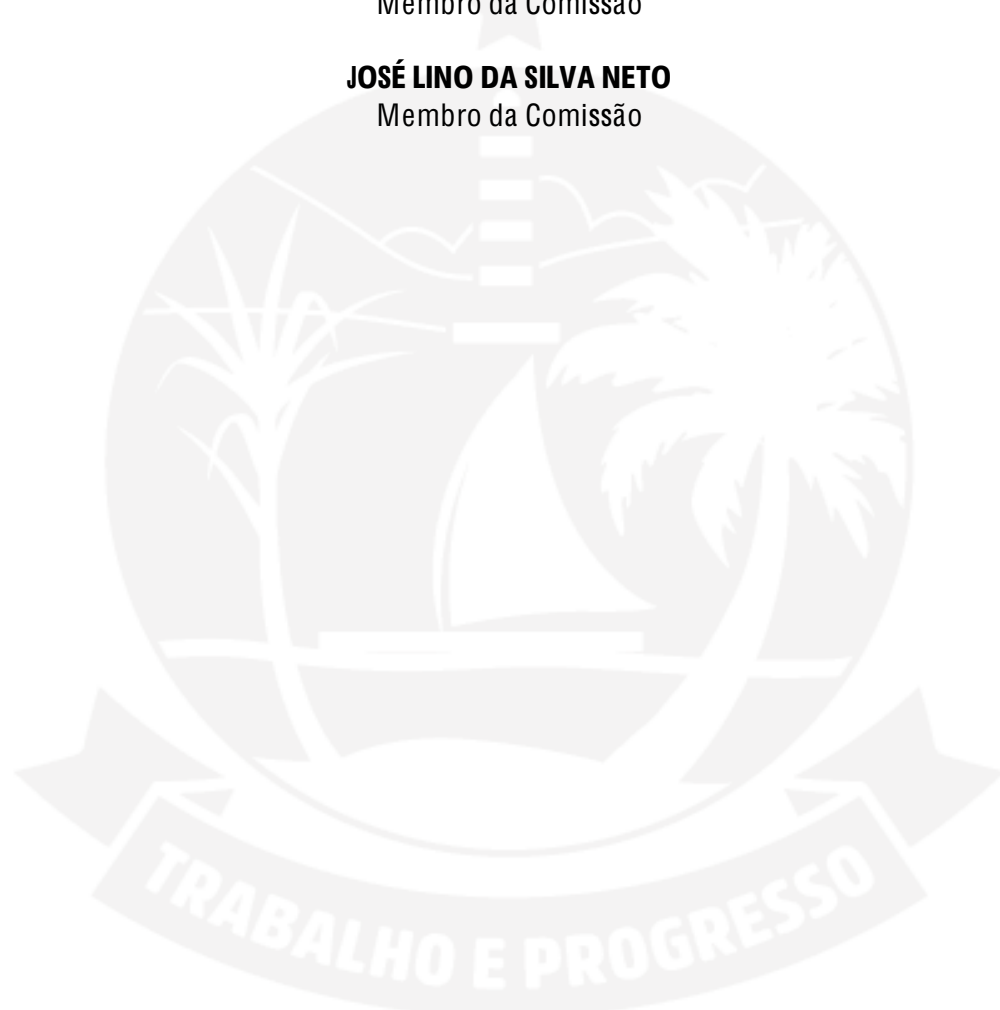 Membro da Comissão
JOSÉ LINO DA SILVA NETO
Membro da Comissão
TRABALHO E PROGRESSO